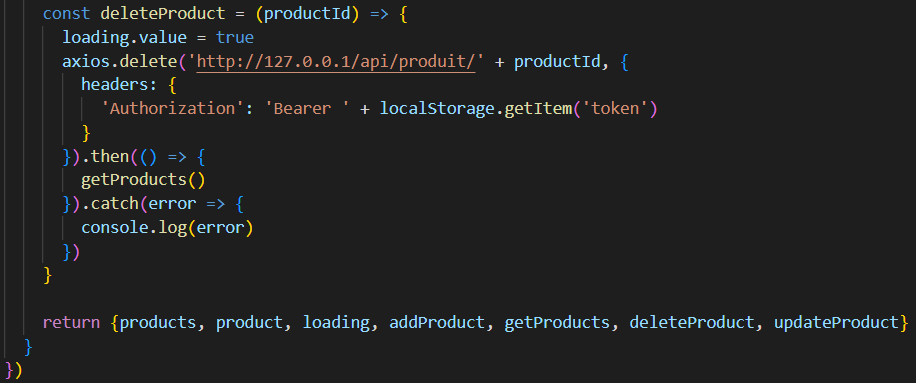 const deleteProduct = (productId) => {
loading.value = true
axios.delete('http://127.0.0.1/api/produit/' + productId, {
headers: {
'Authorization': 'Bearer ' + localStorage.getItem('token')
}
}).then(() => {
getProducts()
}).catch(error => {
console.log(error)
})
}
return {products, product, loading, addProduct, getProducts, deleteProduct, updateProduct}
}
})